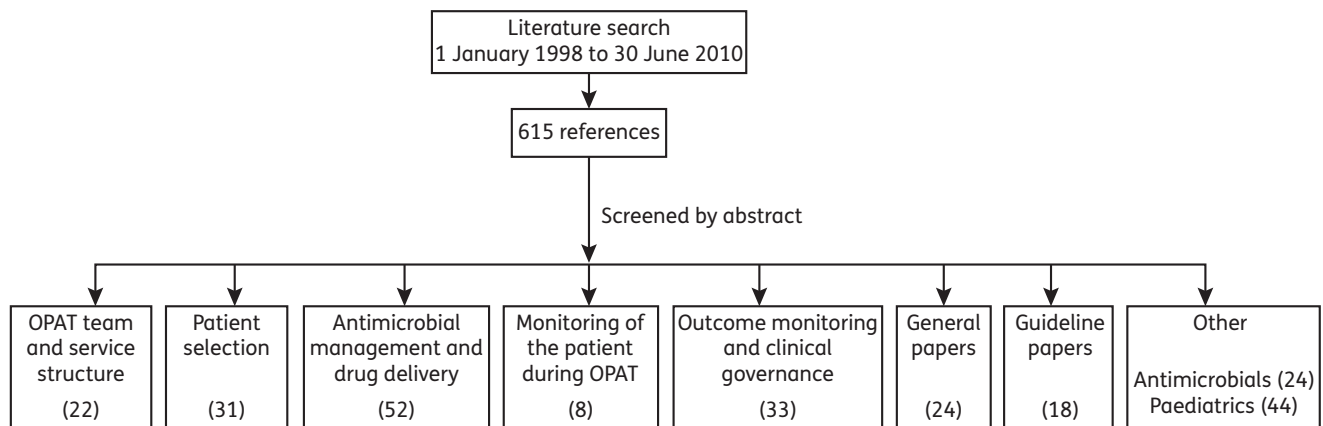 Literature search
1 January 1998 to 30 June 2010
615 references
Screened by abstract
OPAT team
and service
structure
(22)
Patient
selection
(31)
Antimicrobial
management and
drug delivery
(52)
Monitoring of
the patient
during OPAT
(8)
Outcome monitoring
and clinical
governance
(33)
General
papers
(24)
Guideline
papers
(18)
Other
Antimicrobials (24)
Paediatrics (44)